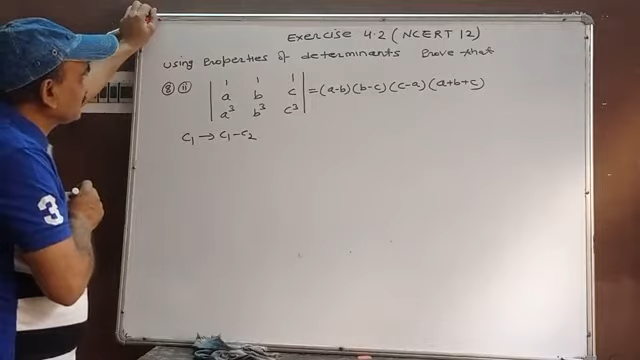 Exercise 4.2 (NCERT 12)
using properties of determinants Prove that
8 ii | 1 1 1 | = (a-b)(b-c)(c-a)(a+b+c)
a b c
a³ b³ c³
C₁ → C₁-C₂
3